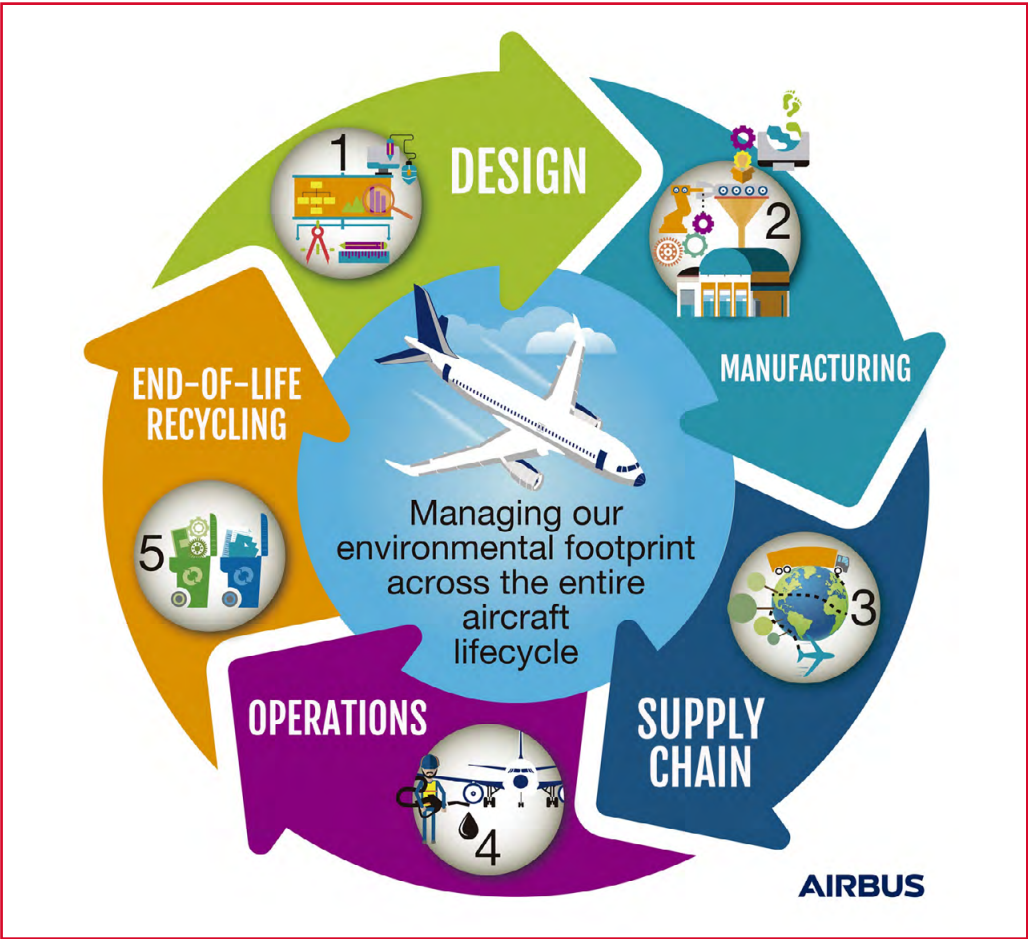 1
DESIGN
2
MANUFACTURING
3
SUPPLY
CHAIN
4
OPERATIONS
5
END-OF-LIFE
RECYCLING
Managing our
environmental footprint
across the entire
aircraft
lifecycle
AIRBUS